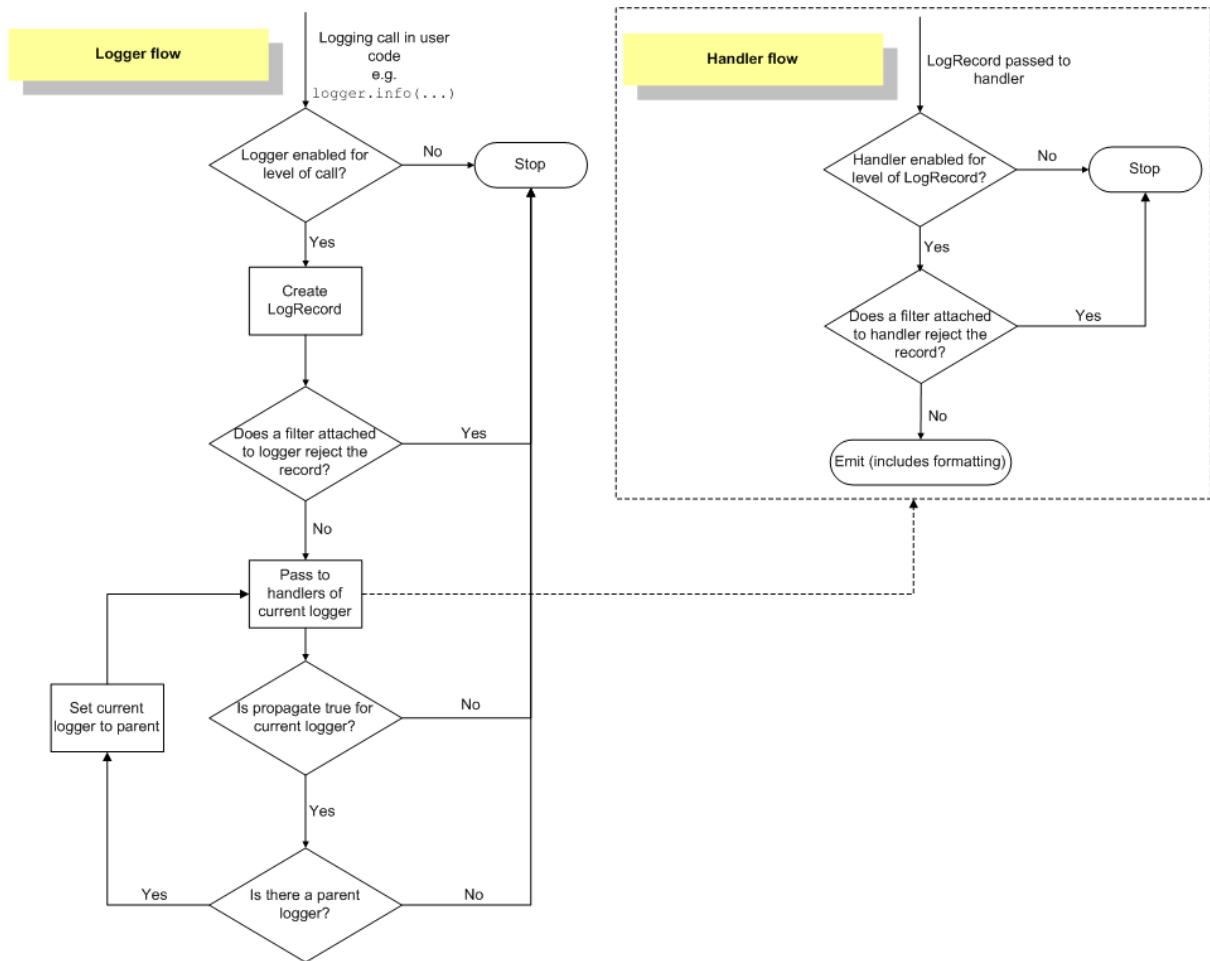 Logger flow
Logging call in user
code
e.g.
logger.info(...)
Logger enabled for
level of call?
No
Stop
Yes
Create
LogRecord
Does a filter attached
to logger reject the
record?
Yes
No
Pass to
handlers of
current logger
Set current
logger to parent
Is propagate true for
current logger?
No
Yes
Is there a parent
logger?
Yes
No
Handler flow
LogRecord passed to
handler
Handler enabled for
level of LogRecord?
No
Stop
Yes
Does a filter attached
to handler reject the
record?
Yes
No
Emit (includes formatting)